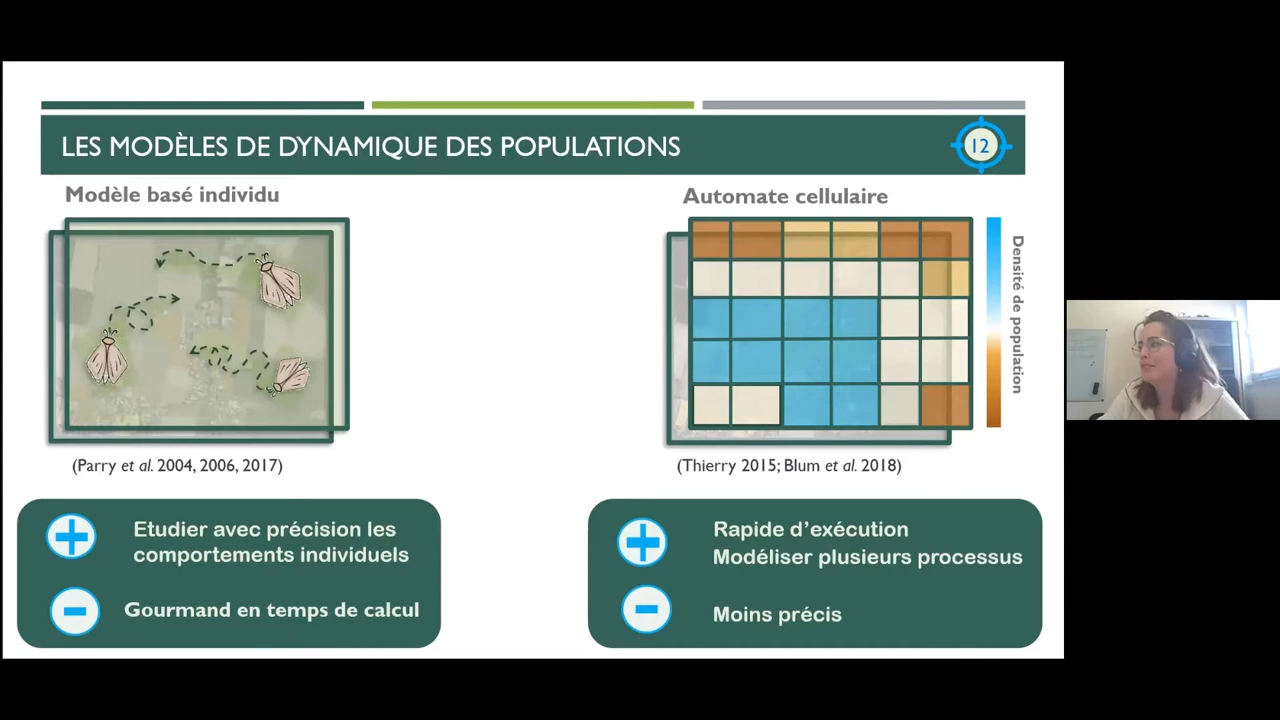 LES MODÈLES DE DYNAMIQUE DES POPULATIONS
12
Modèle basé individu
(Parry et al. 2004, 2006, 2017)
Etudier avec précision les
comportements individuels
Gourmand en temps de calcul
Automate cellulaire
Densité de population
(Thierry 2015; Blum et al. 2018)
Rapide d’exécution
Modéliser plusieurs processus
Moins précis